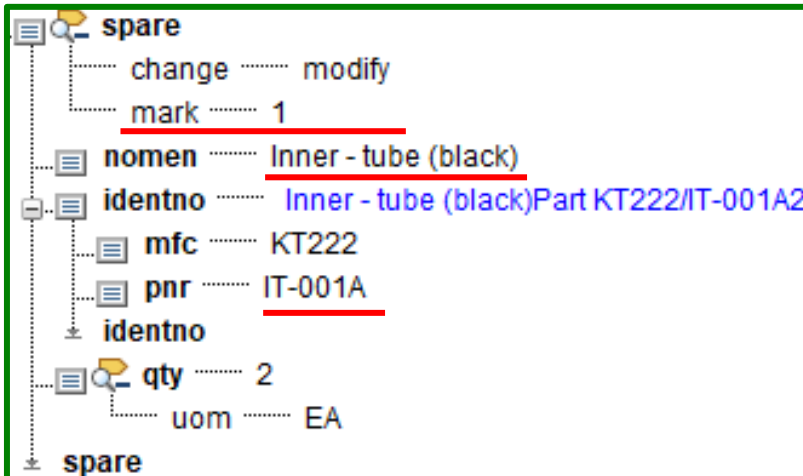 spare
change modify
mark 1
nomen Inner - tube (black)
identno Inner - tube (black)Part KT222/IT-001A2
mfc KT222
pnr IT-001A
identno
qty 2
uom EA
spare